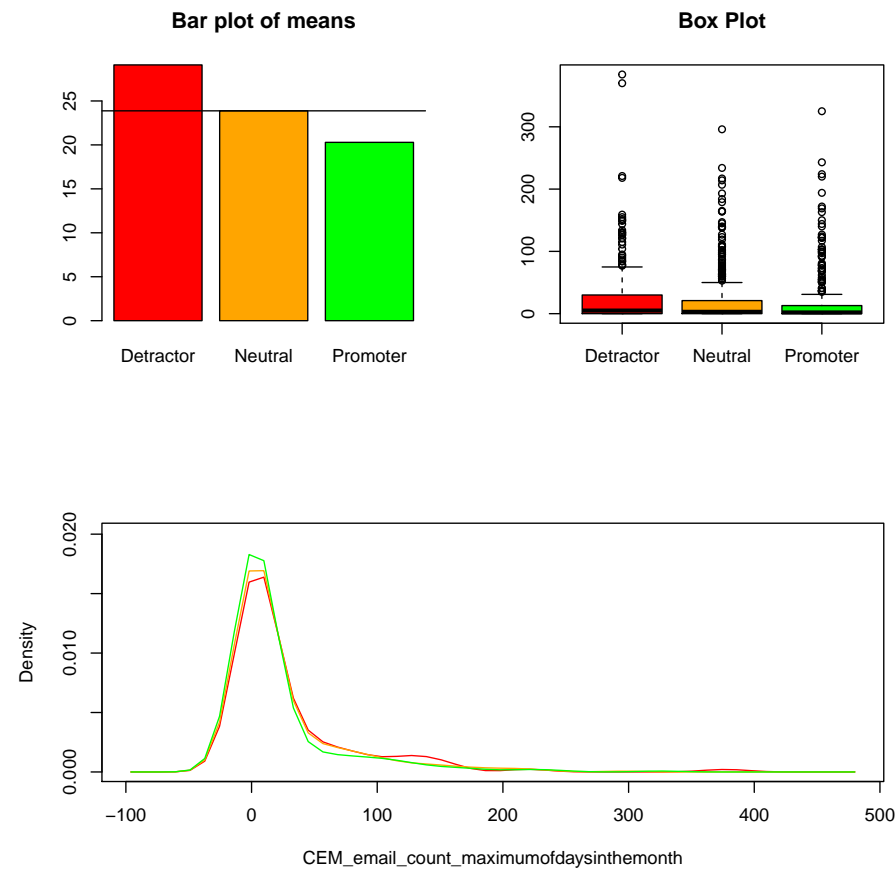 Bar plot of means
0
5
10
15
20
25
Detractor Neutral Promoter
Box Plot
0
100
200
300
Detractor Neutral Promoter
Density
0.000
0.010
0.020
−100 0 100 200 300 400 500
CEM_email_count_maximumofdaysinthemonth